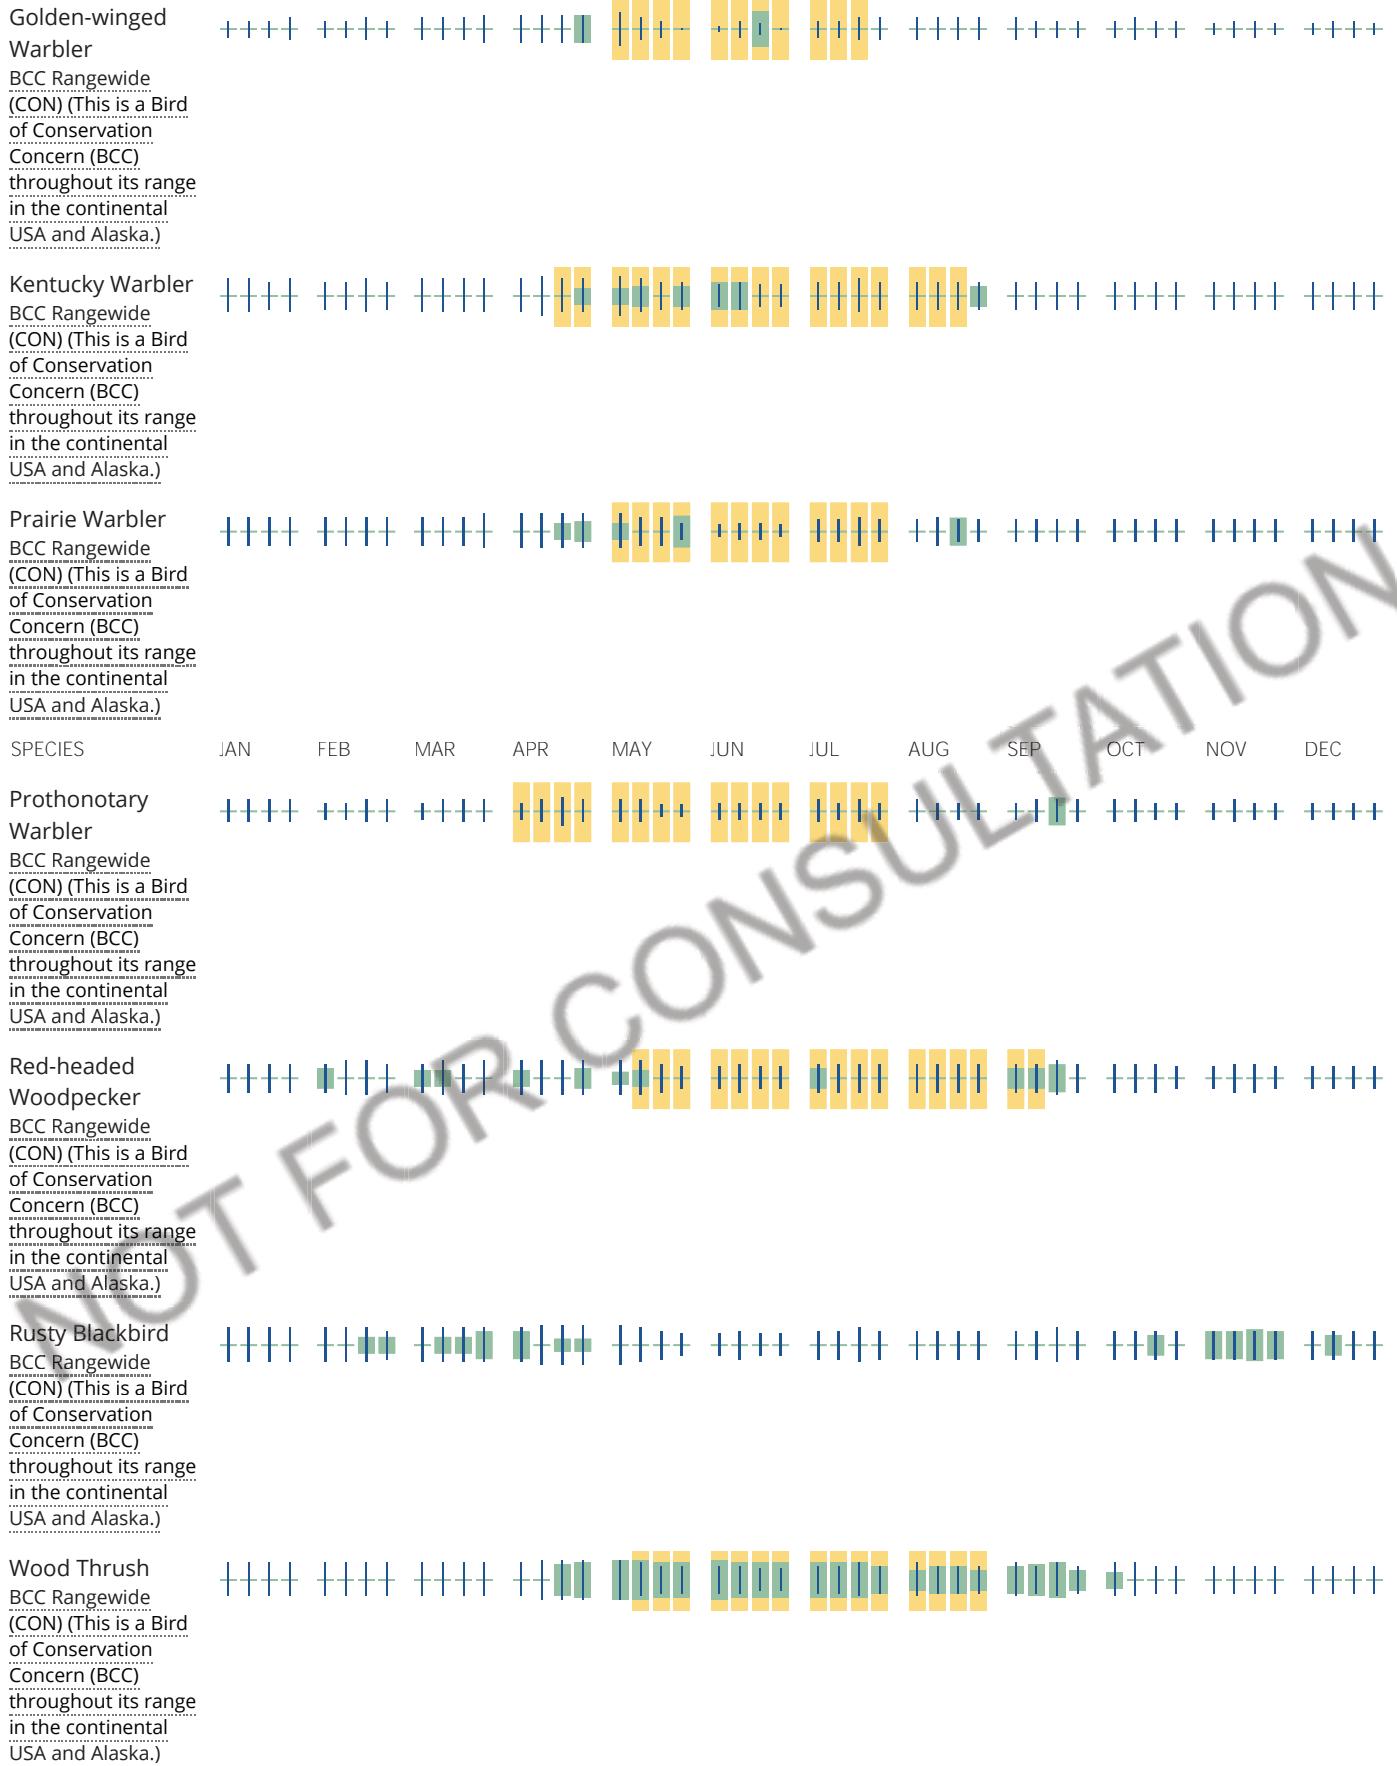 Golden-winged
Warbler
BCC Rangewide
(CON) (This is a Bird
of Conservation
Concern (BCC)
throughout its range
in the continental
USA and Alaska.)
Kentucky Warbler
BCC Rangewide
(CON) (This is a Bird
of Conservation
Concern (BCC)
throughout its range
in the continental
USA and Alaska.)
Prairie Warbler
BCC Rangewide
(CON) (This is a Bird
of Conservation
Concern (BCC)
throughout its range
in the continental
USA and Alaska.)
SPECIES JAN FEB MAR APR MAY JUN JUL AUG SEP OCT NOV DEC
Prothonotary
Warbler
BCC Rangewide
(CON) (This is a Bird
of Conservation
Concern (BCC)
throughout its range
in the continental
USA and Alaska.)
Red-headed
Woodpecker
BCC Rangewide
(CON) (This is a Bird
of Conservation
Concern (BCC)
throughout its range
in the continental
USA and Alaska.)
Rusty Blackbird
BCC Rangewide
(CON) (This is a Bird
of Conservation
Concern (BCC)
throughout its range
in the continental
USA and Alaska.)
Wood Thrush
BCC Rangewide
(CON) (This is a Bird
of Conservation
Concern (BCC)
throughout its range
in the continental
USA and Alaska.)
NOT FOR CONSULTATION